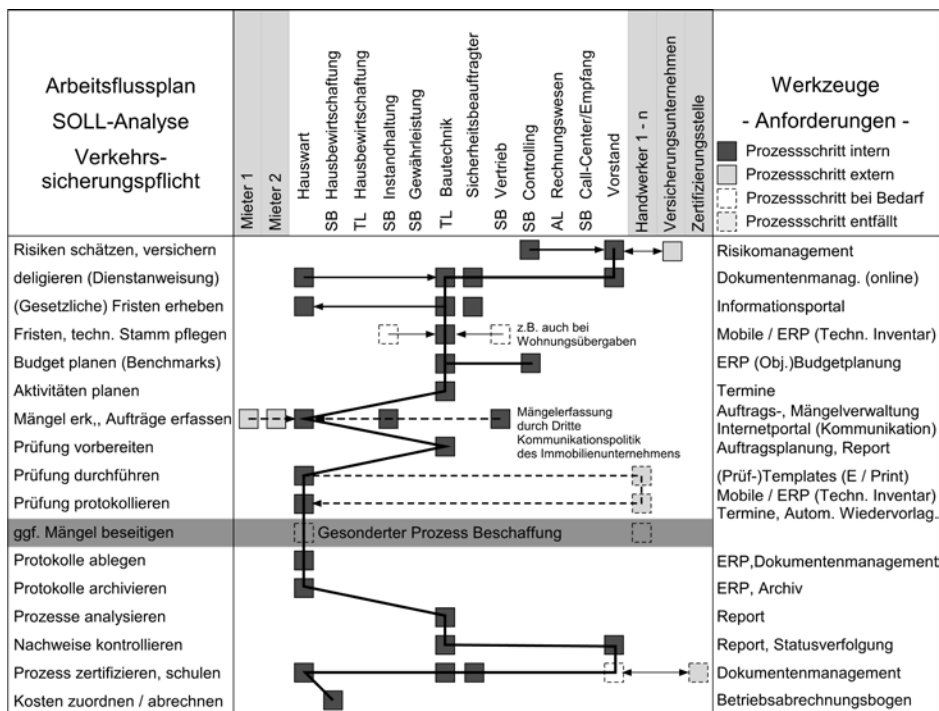 Arbeitsflussplan
SOLL-Analyse
Verkehrs-
sicherungspflicht
Mieter 1
Mieter 2
Hauswart
SB Hausbewirtschaftung
TL Hausbewirtschaftung
SB Instandhaltung
SB Gewährleistung
TL Bautechnik
Sicherheitsbeauftragter
SB Vertrieb
SB Controlling
AL Rechnungswesen
SB Call-Center/Empfang
Vorstand
Handwerker 1 - n
Versicherungsunternehmen
Zertifizierungsstelle
Werkzeuge
- Anforderungen -
Prozessschritt intern
Prozessschritt extern
Prozessschritt bei Bedarf
Prozessschritt entfällt
Risiken schätzen, versichern
Risikomanagement
deligieren (Dienstanweisung)
Dokumentenmanag. (online)
(Gesetzliche) Fristen erheben
Informationsportal
Fristen, techn. Stamm pflegen
z.B. auch bei
Wohnungsübergaben
Mobile / ERP (Techn. Inventar)
Budget planen (Benchmarks)
ERP (Obj.)Budgetplanung
Aktivitäten planen
Termine
Mängel erk,, Aufträge erfassen
Mängelerfassung
durch Dritte
Kommunikationspolitik
des Immobilienunternehmens
Auftrags-, Mängelverwaltung
Internetportal (Kommunikation)
Prüfung vorbereiten
Auftragsplanung, Report
Prüfung durchführen
(Prüf-)Templates (E / Print)
Prüfung protokollieren
Mobile / ERP (Techn. Inventar)
Termine, Autom. Wiedervorlag..
ggf. Mängel beseitigen
Gesonderter Prozess Beschaffung
Protokolle ablegen
ERP,Dokumentenmanagement
Protokolle archivieren
ERP, Archiv
Prozesse analysieren
Report
Nachweise kontrollieren
Report, Statusverfolgung
Prozess zertifizieren, schulen
Dokumentenmanagement
Kosten zuordnen / abrechnen
Betriebsabrechnungsbogen